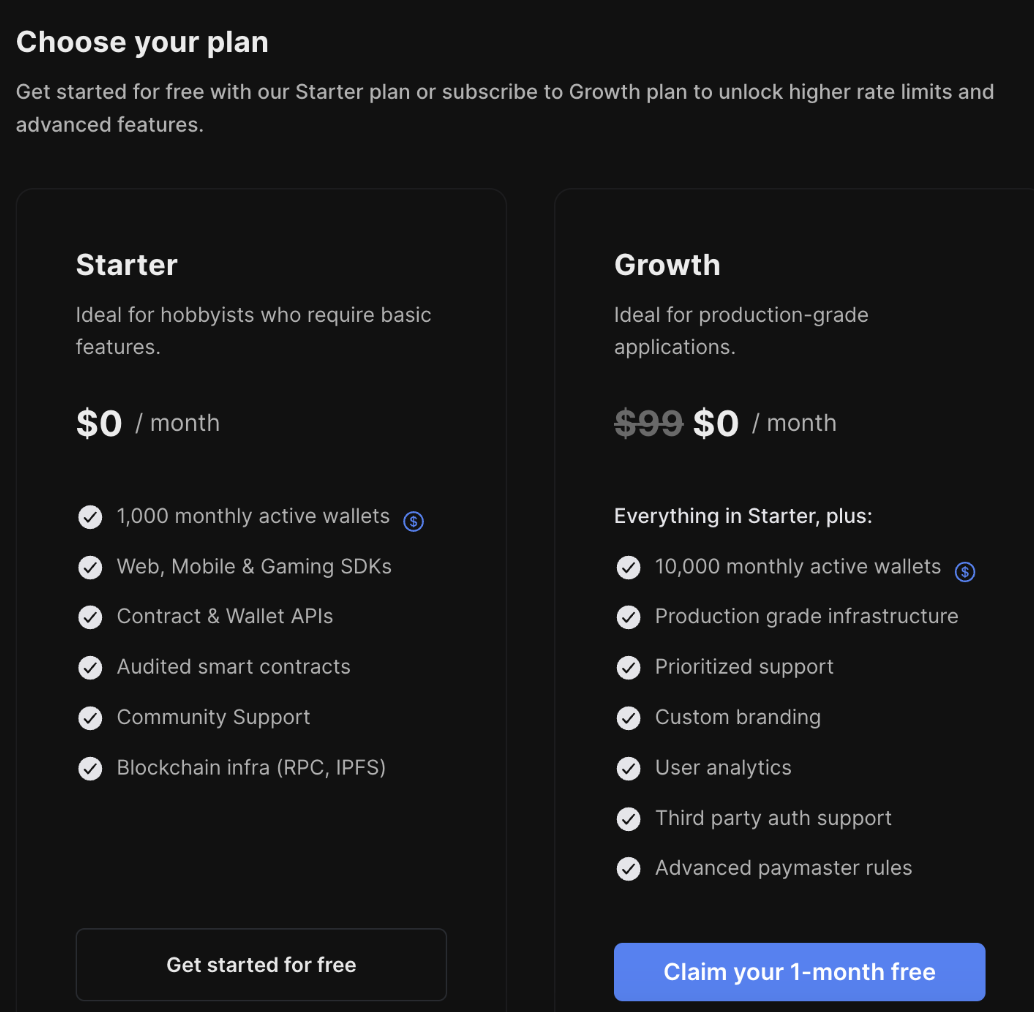 Choose your plan
Get started for free with our Starter plan or subscribe to Growth plan to unlock higher rate limits and
advanced features.
Starter
Ideal for hobbyists who require basic
features.
$0 / month
1,000 monthly active wallets $
Web, Mobile & Gaming SDKs
Contract & Wallet APIs
Audited smart contracts
Community Support
Blockchain infra (RPC, IPFS)
Get started for free
Growth
Ideal for production-grade
applications.
$99 $0 / month
Everything in Starter, plus:
10,000 monthly active wallets $
Production grade infrastructure
Prioritized support
Custom branding
User analytics
Third party auth support
Advanced paymaster rules
Claim your 1-month free